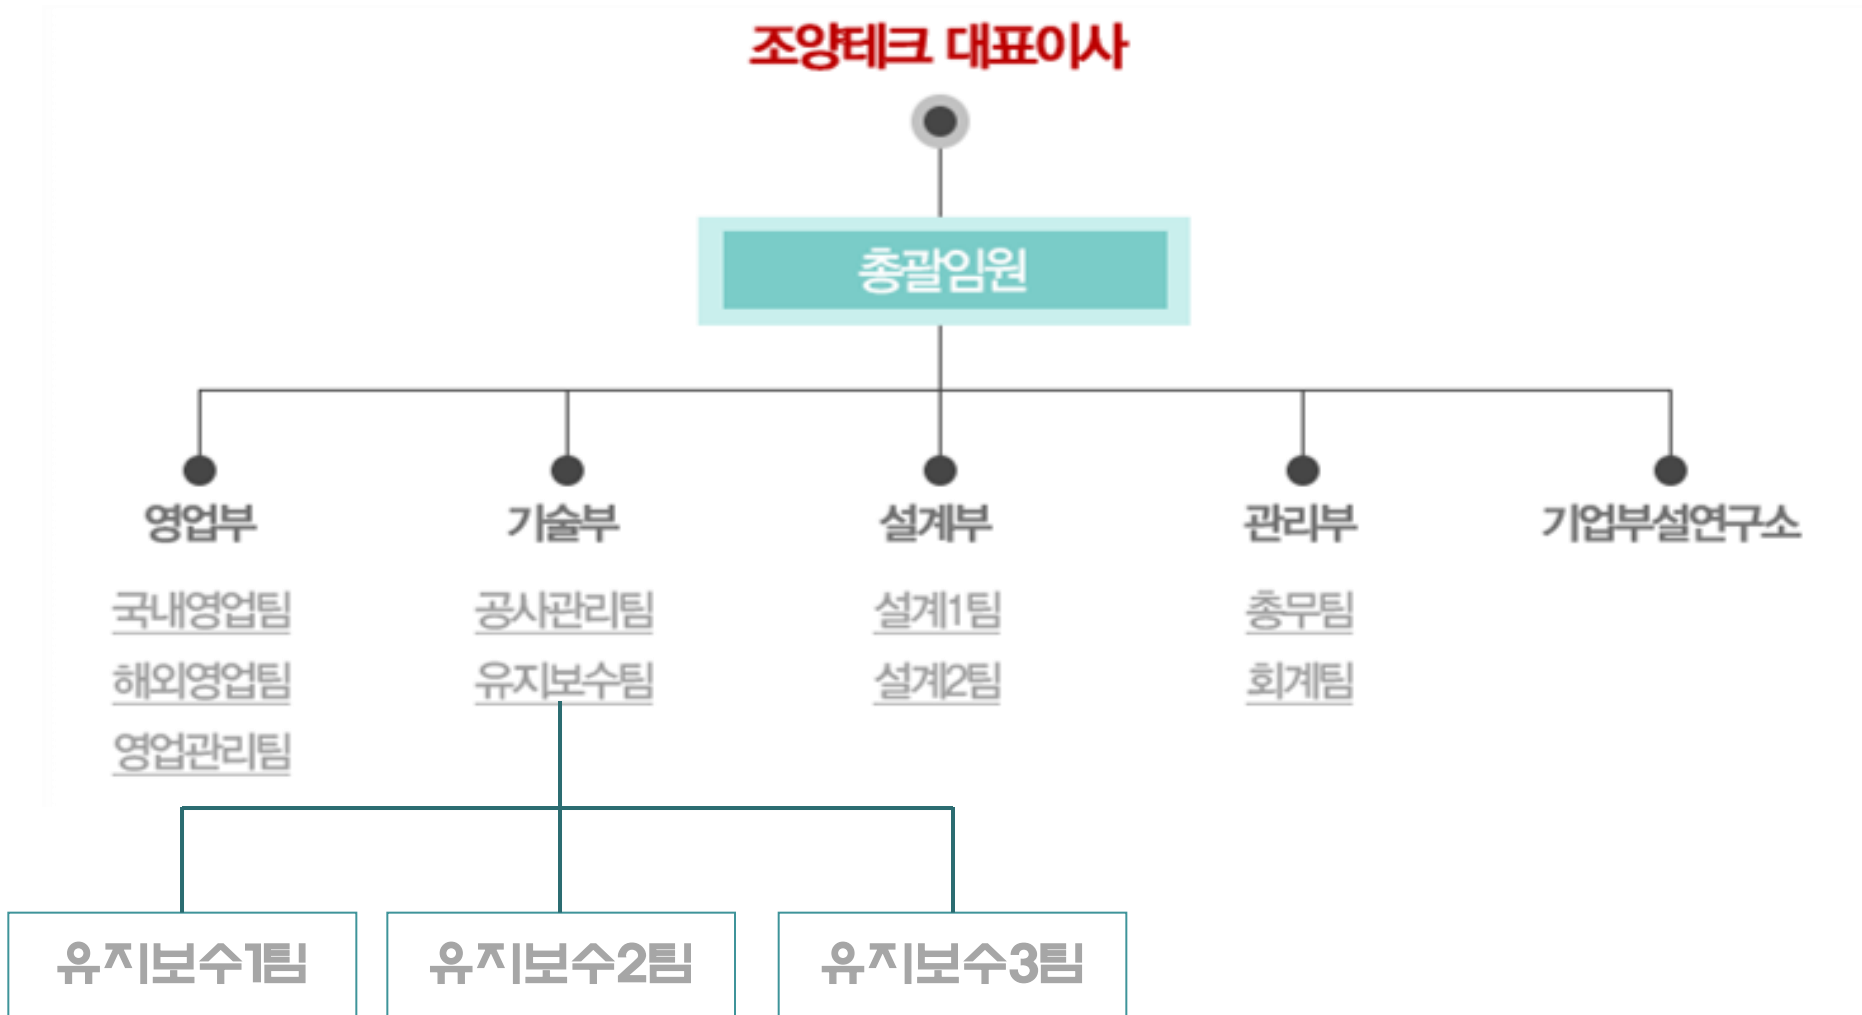 조양테크 대표이사
총괄임원
영업부 기술부 설계부 관리부 기업부설연구소
국내영업팀 공사관리팀 설계1팀 총무팀
해외영업팀 유지보수팀 설계2팀 회계팀
영업관리팀
유지보수1팀 유지보수2팀 유지보수3팀